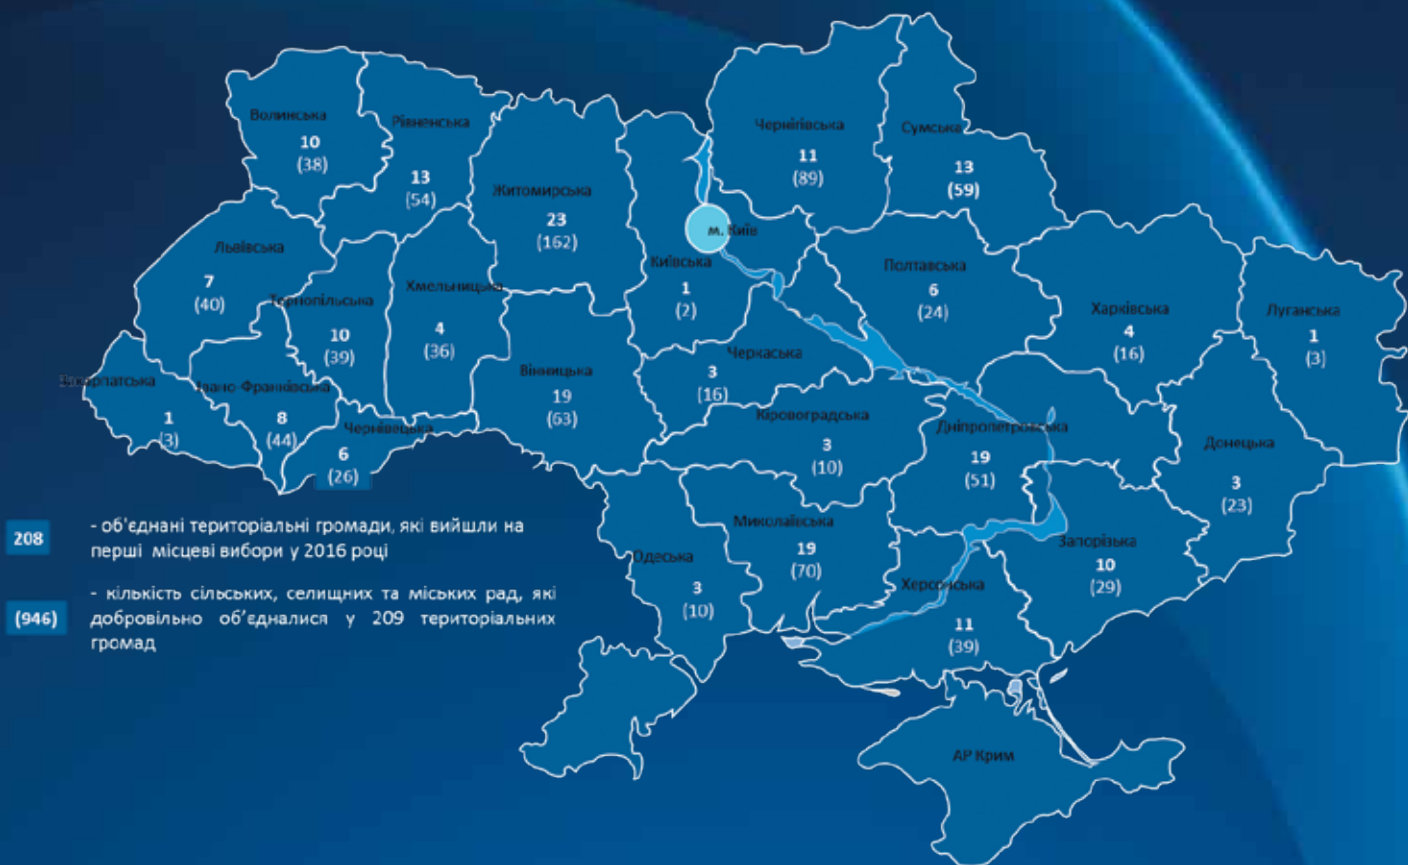 Волинська
10
(38)
Рівненська
13
(54)
Житомирська
23
(162)
Чернігівська
11
(89)
Сумська
13
(59)
м. Київ
Київська
1
(2)
Львівська
7
(40)
Тернопільська
10
(39)
Хмельницька
4
(36)
Полтавська
6
(24)
Харківська
4
(16)
Луганська
1
(3)
Закарпатська
1
(3)
Івано-Франківська
8
(44)
Чернівецька
6
(26)
Вінницька
19
(63)
Черкаська
3
(16)
Кіровоградська
3
(10)
Дніпропетровська
19
(51)
Донецька
3
(23)
Одеська
3
(10)
Миколаївська
19
(70)
Херсонська
11
(39)
Запорізька
10
(29)
АР Крим
208
- об'єднані територіальні громади, які вийшли на
перші місцеві вибори у 2016 році
(946)
- кількість сільських, селищних та міських рад, які
добровільно об'єдналися у 209 територіальних
громад